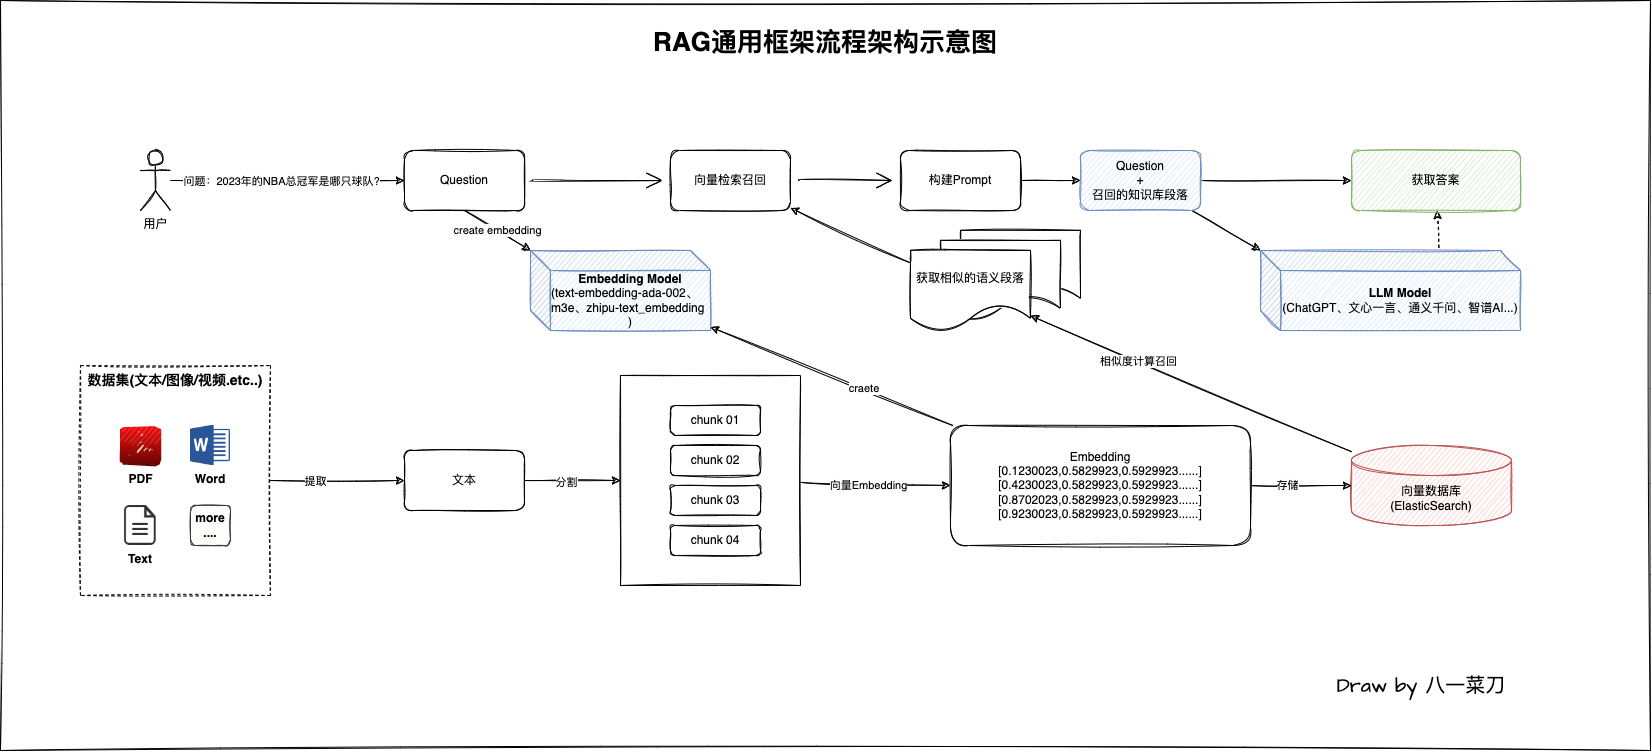 RAG通用框架流程架构示意图
问题：2023年的NBA总冠军是哪只球队?
用户
Question
向量检索召回
构建Prompt
Question
+
召回的知识库段落
获取答案
create embedding
Embedding Model
(text-embedding-ada-002、
m3e、zhipu-text_embedding
)
获取相似的语义段落
LLM Model
(ChatGPT、文心一言、通义千问、智谱AI...)
相似度计算召回
craete
数据集(文本/图像/视频.etc..)
PDF
W
Word
Text
more
....
提取
文本
分割
chunk 01
chunk 02
chunk 03
chunk 04
向量Embedding
Embedding
[0.1230023,0.5829923,0.5929923......]
[0.4230023,0.5829923,0.5929923......]
[0.8702023,0.5829923,0.5929923......]
[0.9230023,0.5829923,0.5929923......]
存储
向量数据库
(ElasticSearch)
Draw by 八一菜刀